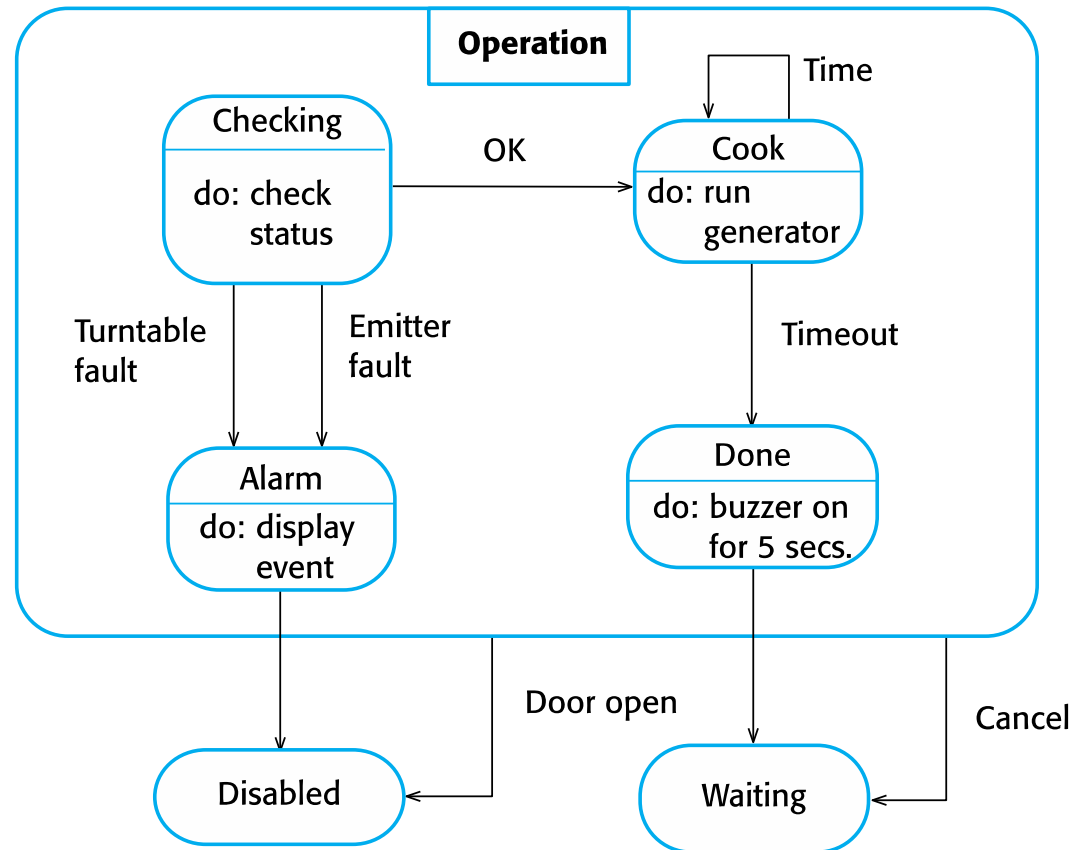 Operation
Time
Checking
OK
Cook
do: check
status
do: run
generator
Turntable
fault
Emitter
fault
Timeout
Alarm
do: display
event
Done
do: buzzer on
for 5 secs.
Door open
Cancel
Disabled
Waiting